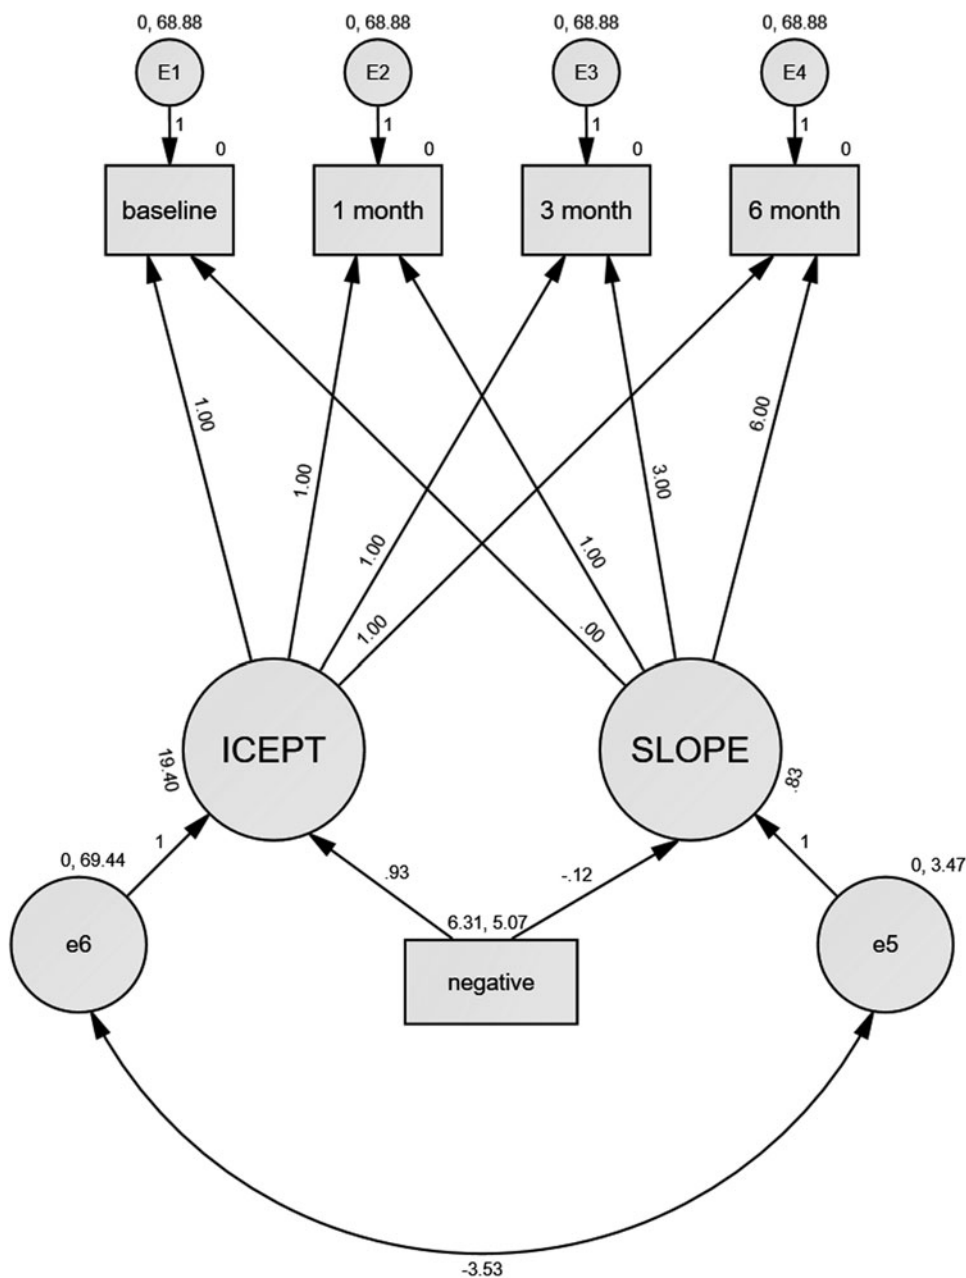 0, 68.88
0, 68.88
0, 68.88
0, 68.88
E1
E2
E3
E4
1
1
1
1
0
0
0
0
baseline
1 month
3 month
6 month
1.00
1.00
1.00
1.00
.00
1.00
3.00
6.00
ICEPT
SLOPE
19.40
.83
1
1
0, 69.44
0, 3.47
.93
-.12
6.31, 5.07
e6
negative
e5
-3.53